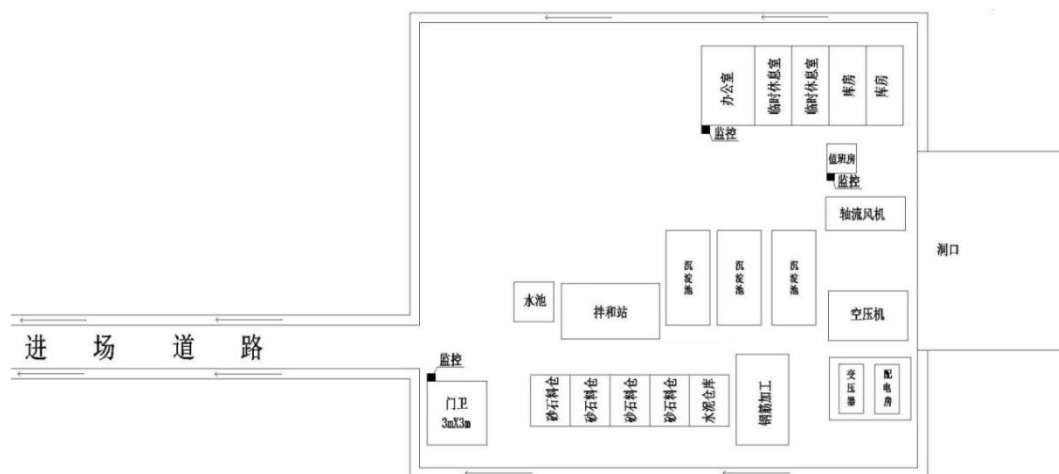 办公室
临时休息室
临时休息室
库房
库房
监控
值班房
监控
轴流风机
洞口
沉淀池
沉淀池
沉淀池
水池
拌和站
空压机
进 场 道 路
监控
门卫
3mX3m
砂石料仓
砂石料仓
砂石料仓
砂石料仓
水泥仓库
钢筋加工
变压器
配电房